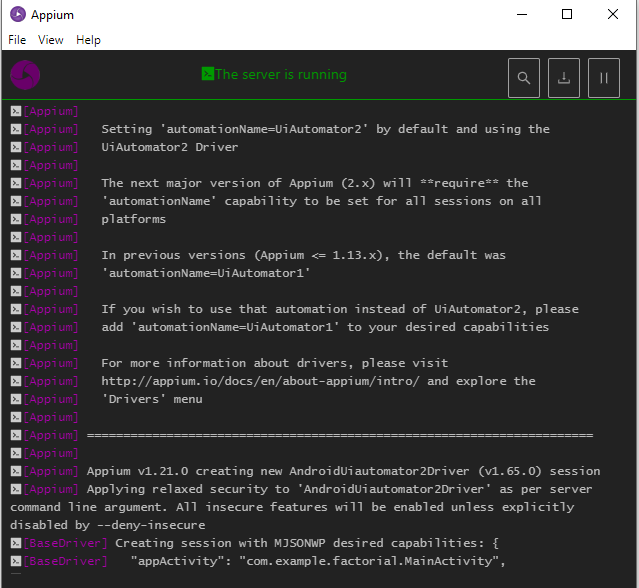 Appium
File View Help
The server is running
[Appium]
[Appium] Setting 'automationName=UiAutomator2' by default and using the
[Appium] UiAutomator2 Driver
[Appium]
[Appium] The next major version of Appium (2.x) will **require** the
[Appium] 'automationName' capability to be set for all sessions on all
[Appium] platforms
[Appium]
[Appium] In previous versions (Appium <= 1.13.x), the default was
[Appium] 'automationName=UiAutomator1'
[Appium]
[Appium] If you wish to use that automation instead of UiAutomator2, please
[Appium] add 'automationName=UiAutomator1' to your desired capabilities
[Appium]
[Appium] For more information about drivers, please visit
[Appium] http://appium.io/docs/en/about-appium/intro/ and explore the
[Appium] 'Drivers' menu
[Appium]
[Appium] ======================================================================
[Appium]
[Appium] Appium v1.21.0 creating new AndroidUiautomator2Driver (v1.65.0) session
[Appium] Applying relaxed security to 'AndroidUiautomator2Driver' as per server
command line argument. All insecure features will be enabled unless explicitly
disabled by --deny-insecure
[BaseDriver] Creating session with MJSONWP desired capabilities: {
[BaseDriver] "appActivity": "com.example.factorial.MainActivity",